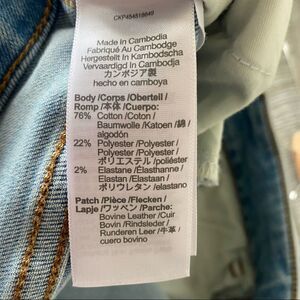 CKP484818649
Made In Cambodia
Fabriqué Au Cambodge
Hergestellt in Kambodscha
Vervaardigd In Cambodja
カンボジア製
hecho en camboya
Body/Corps/Oberteil/
Romp/本体/Cuerpo:
76% Cotton/Coton/
Baumwolle/Katoen/綿/
algodón
22% Polyester/Polyester/
Polyester/Polyester/
ポリエステル/poliéster
2% Elastane/Élasthanne/
Elastan/Elastaan/
ポリウレタン/elastano
Patch/Pièce/Flecken/
Lapje/ワッペン/Parche:
Bovine Leather/Cuir
Bovin/Rindsleder/
Runderen Leer/牛革/
cuero bovino